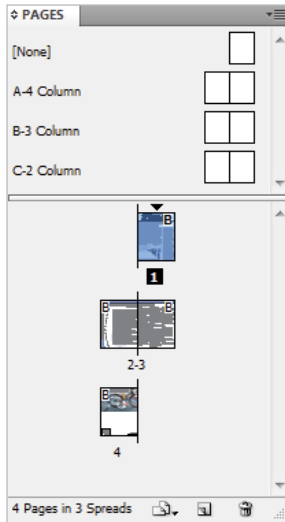 PAGES
[None]
A-4 Column
B-3 Column
C-2 Column
B
1
B B
2-3
B
4
4 Pages in 3 Spreads